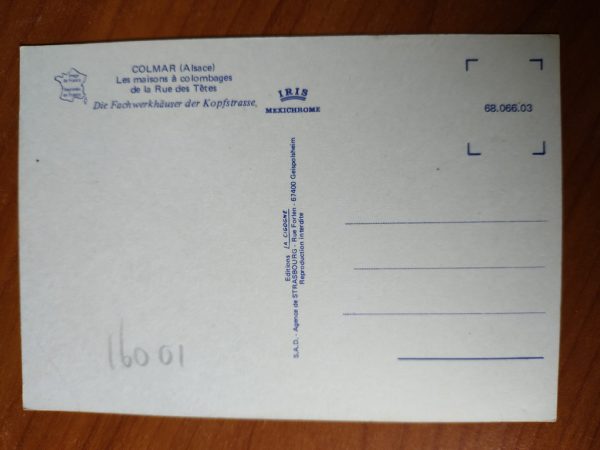 COLMAR (Alsace)
Les maisons à colombages
de la Rue des Têtes
Die Fachwerkhäuser der Kopfstrasse,
IRIS
MEXICHROME
68.066.03
Editions LA CIGOGNE
S.A.D. - Agence de STRASBOURG - Rue Forlen - 67400 Geispolsheim
Reproduction interdite
16001